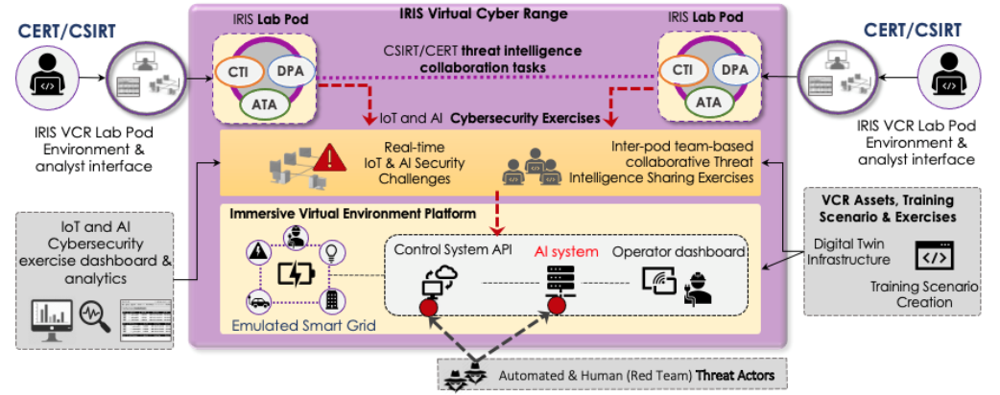 IRIS Virtual Cyber Range
CERT/CSIRT
IRIS VCR Lab Pod
Environment &
analyst interface
IRIS Lab Pod
CTI
DPA
ATA
CSIRT/CERT threat intelligence
collaboration tasks
IRIS Lab Pod
CTI
DPA
ATA
CERT/CSIRT
IRIS VCR Lab Pod
Environment &
analyst interface
IoT and AI Cybersecurity Exercises
Real-time
IoT & AI Security
Challenges
Inter-pod team-based
collaborative Threat
Intelligence Sharing Exercises
IoT and AI
Cybersecurity
exercise dashboard &
analytics
Immersive Virtual Environment Platform
Emulated Smart Grid
Control System API
AI system
Operator dashboard
VCR Assets, Training
Scenario & Exercises
Digital Twin
Infrastructure
Training Scenario
Creation
Automated & Human (Red Team) Threat Actors